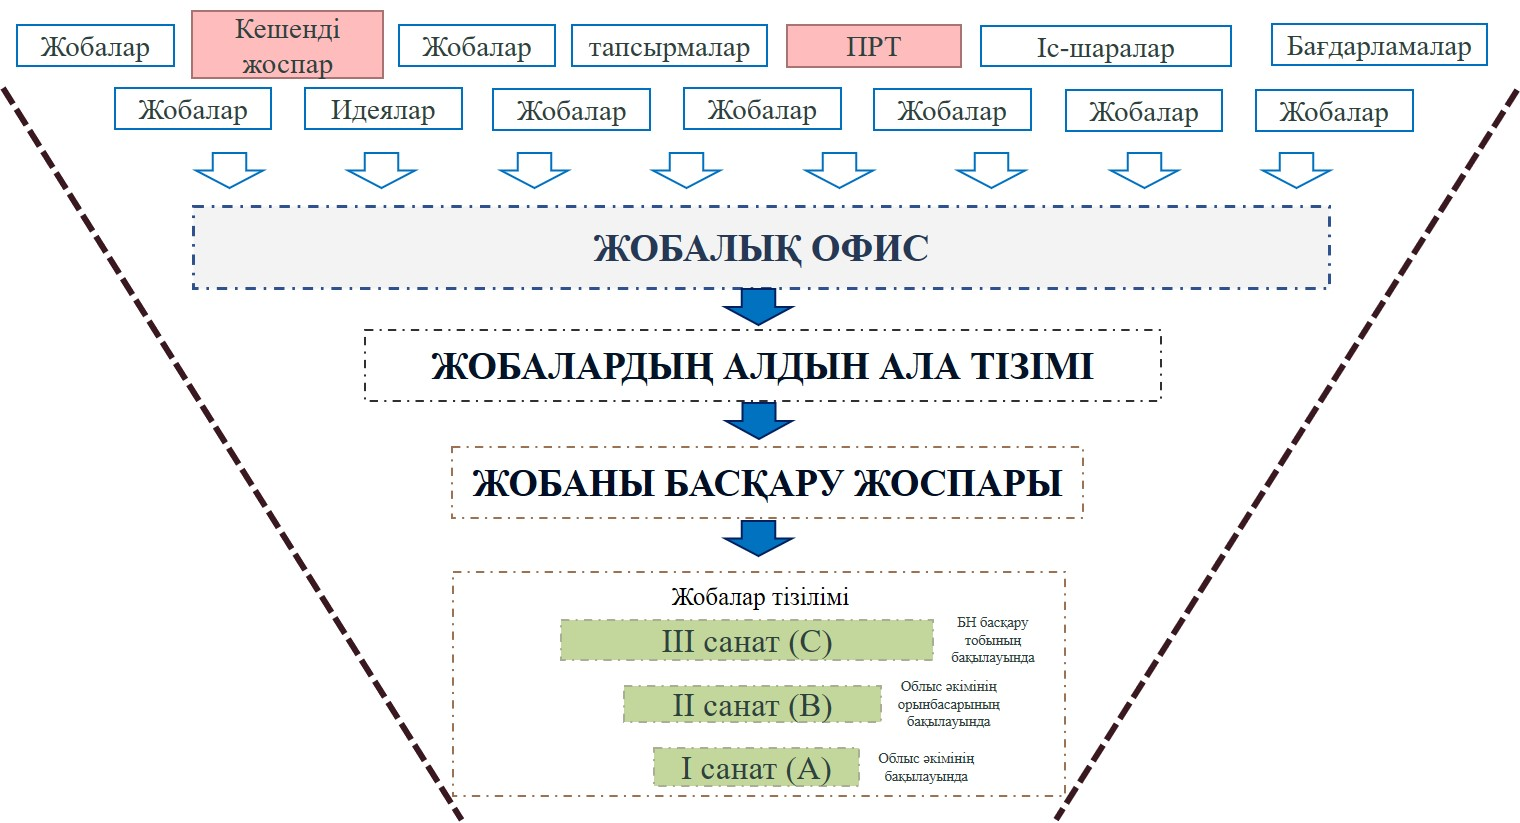 Жобалар
Кешенді
жоспар
Жобалар
тапсырмалар
ПРТ
Іс-шаралар
Бағдарламалар
Жобалар
Идеялар
Жобалар
Жобалар
Жобалар
Жобалар
Жобалар
ЖОБАЛЫҚ ОФИС
ЖОБАЛАРДЫҢ АЛДЫН АЛА ТІЗІМІ
ЖОБАНЫ БАСҚАРУ ЖОСПАРЫ
Жобалар тізілімі
III санат (C)
БН басқару
тобының
бақылауында
II санат (B)
Облыс әкімінің
орынбасарының
бақылауында
I санат (A)
Облыс әкімінің
бақылауында